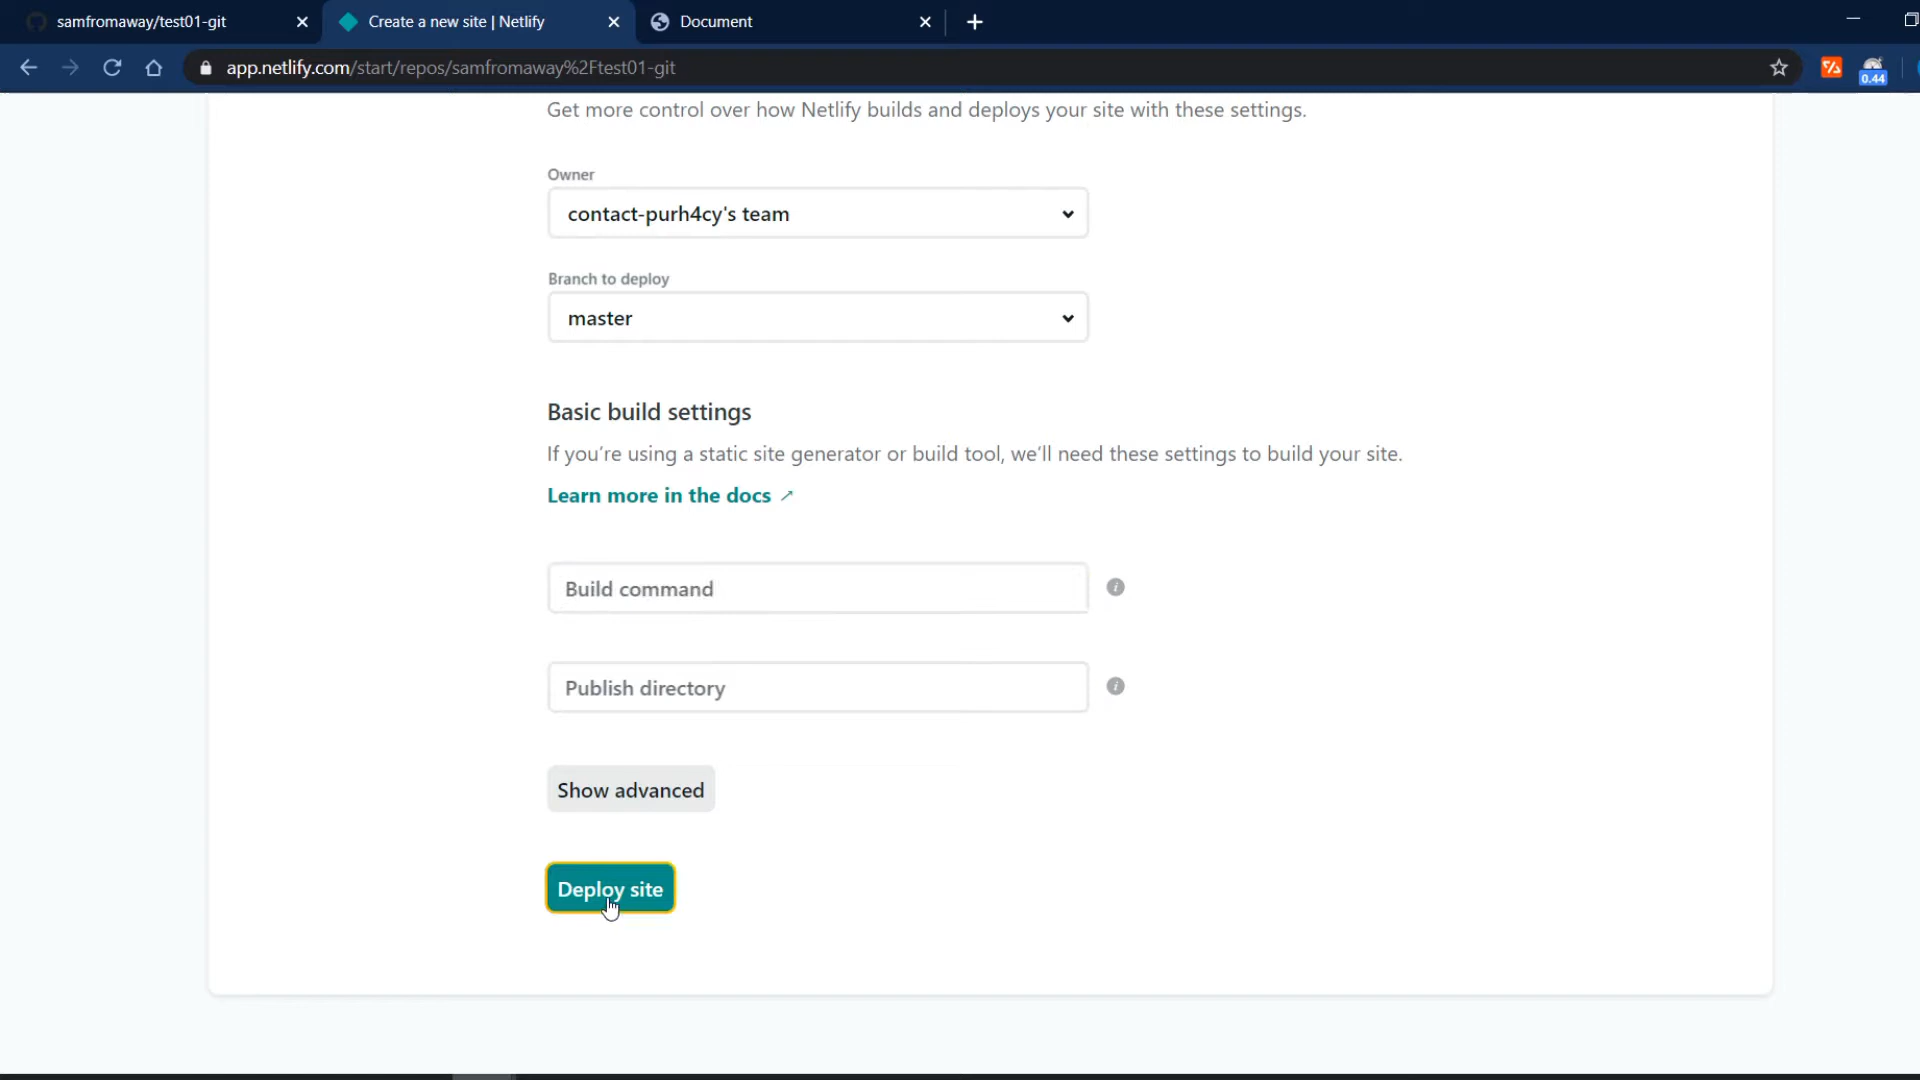 samfromaway/test01-git
Create a new site | Netlify
Document
app.netlify.com/start/repos/samfromaway%2Ftest01-git
0.44
Get more control over how Netlify builds and deploys your site with these settings.
Owner
contact-purh4cy's team
Branch to deploy
master
Basic build settings
If you're using a static site generator or build tool, we'll need these settings to build your site.
Learn more in the docs ↗
Build command
Publish directory
Show advanced
Deploy site